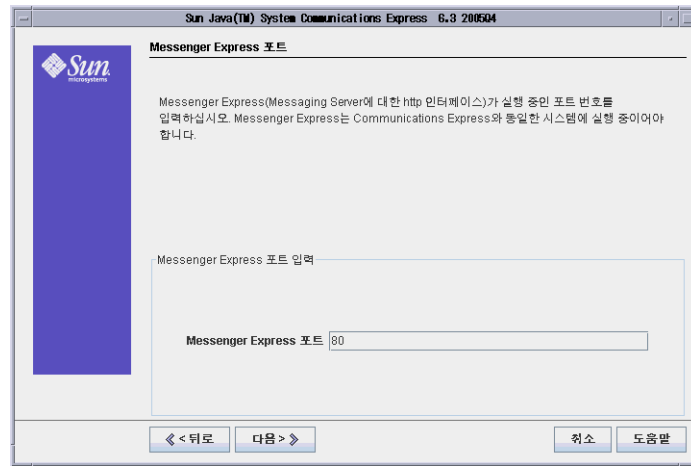 Sun Java(TM) System Communications Express 6.3 2005Q4
Sun
microsystems
Messenger Express 포트
Messenger Express(Messaging Server에 대한 http 인터페이스)가 실행 중인 포트 번호를
입력하십시오. Messenger Express는 Communications Express와 동일한 시스템에 실행 중이어야
합니다.
Messenger Express 포트 입력
Messenger Express 포트 80
< 뒤로 다음 > 취소 도움말